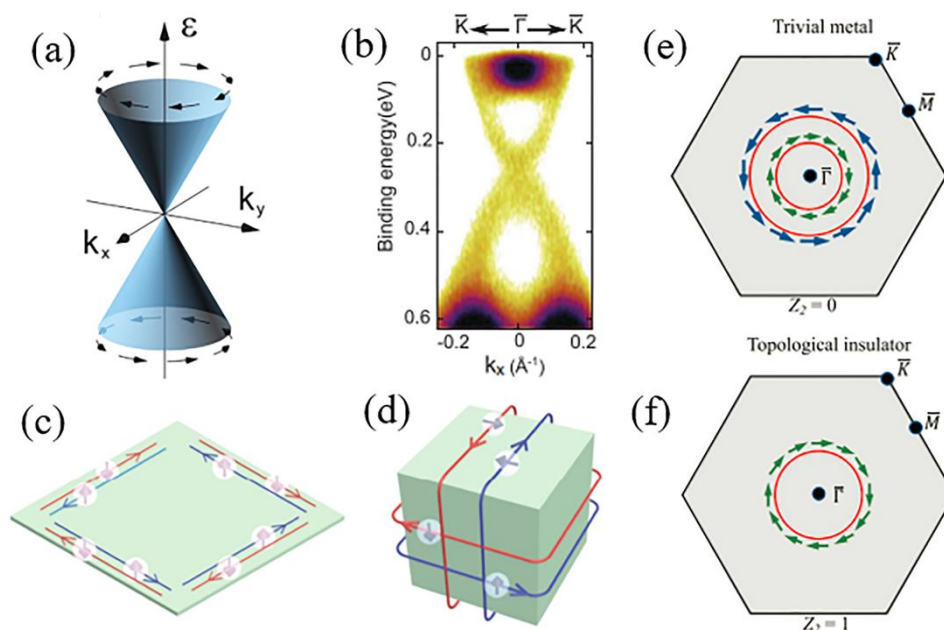 (a)
ε
k_y
k_x
(b)
K̅ Γ̅ K̅
Binding energy(eV)
0
0.2
0.4
0.6
-0.2 0 0.2
k_x (Å⁻¹)
(c)
(d)
(e)
Trivial metal
K̅
M̅
Γ̅
Z₂ = 0
(f)
Topological insulator
K̅
M̅
Γ̅
Z₂ = 1